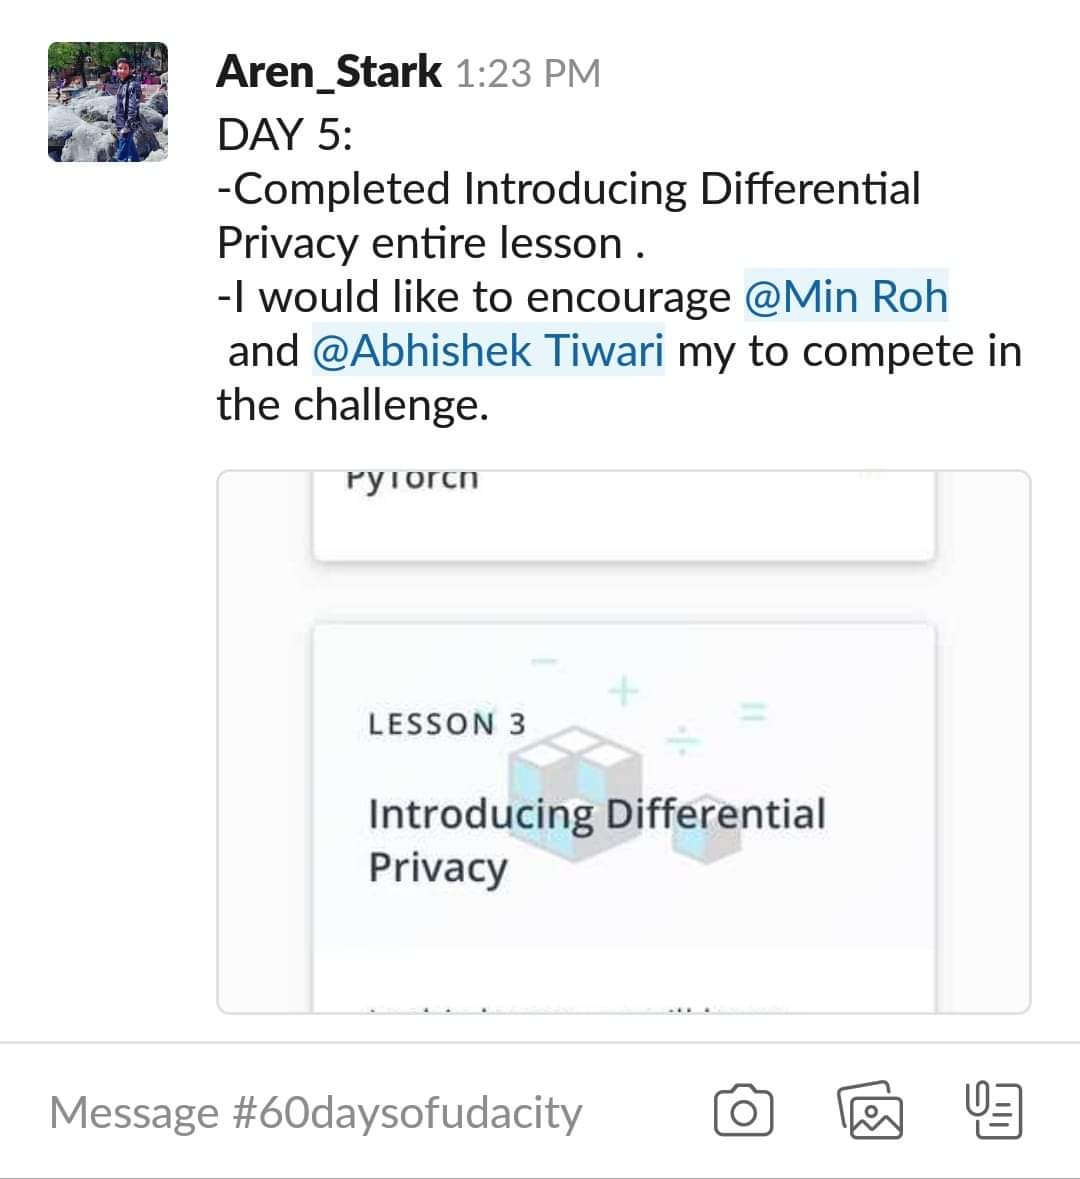 Aren_Stark 1:23 PM
DAY 5:
-Completed Introducing Differential
Privacy entire lesson .
-I would like to encourage @Min Roh
and @Abhishek Tiwari my to compete in
the challenge.
PyTorch
LESSON 3
Introducing Differential
Privacy
Message #60daysofudacity